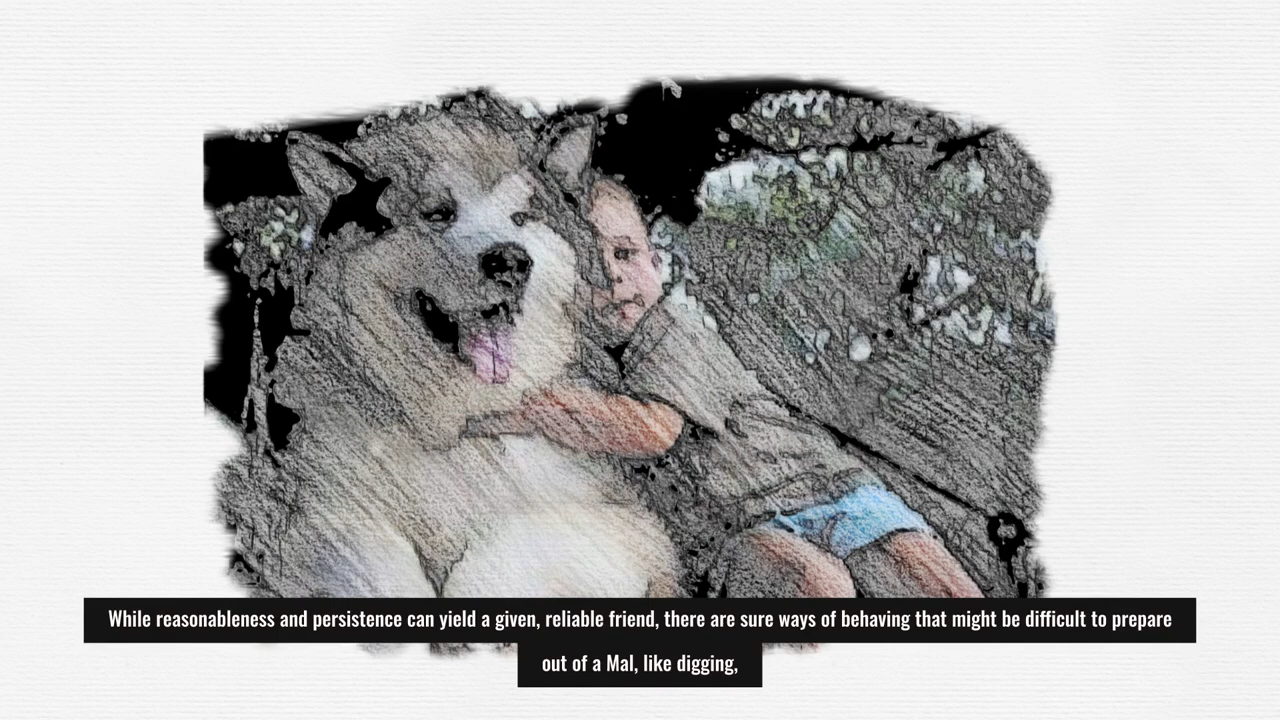 While reasonableness and persistence can yield a given, reliable friend, there are sure ways of behaving that might be difficult to prepare
out of a Mal, like digging,